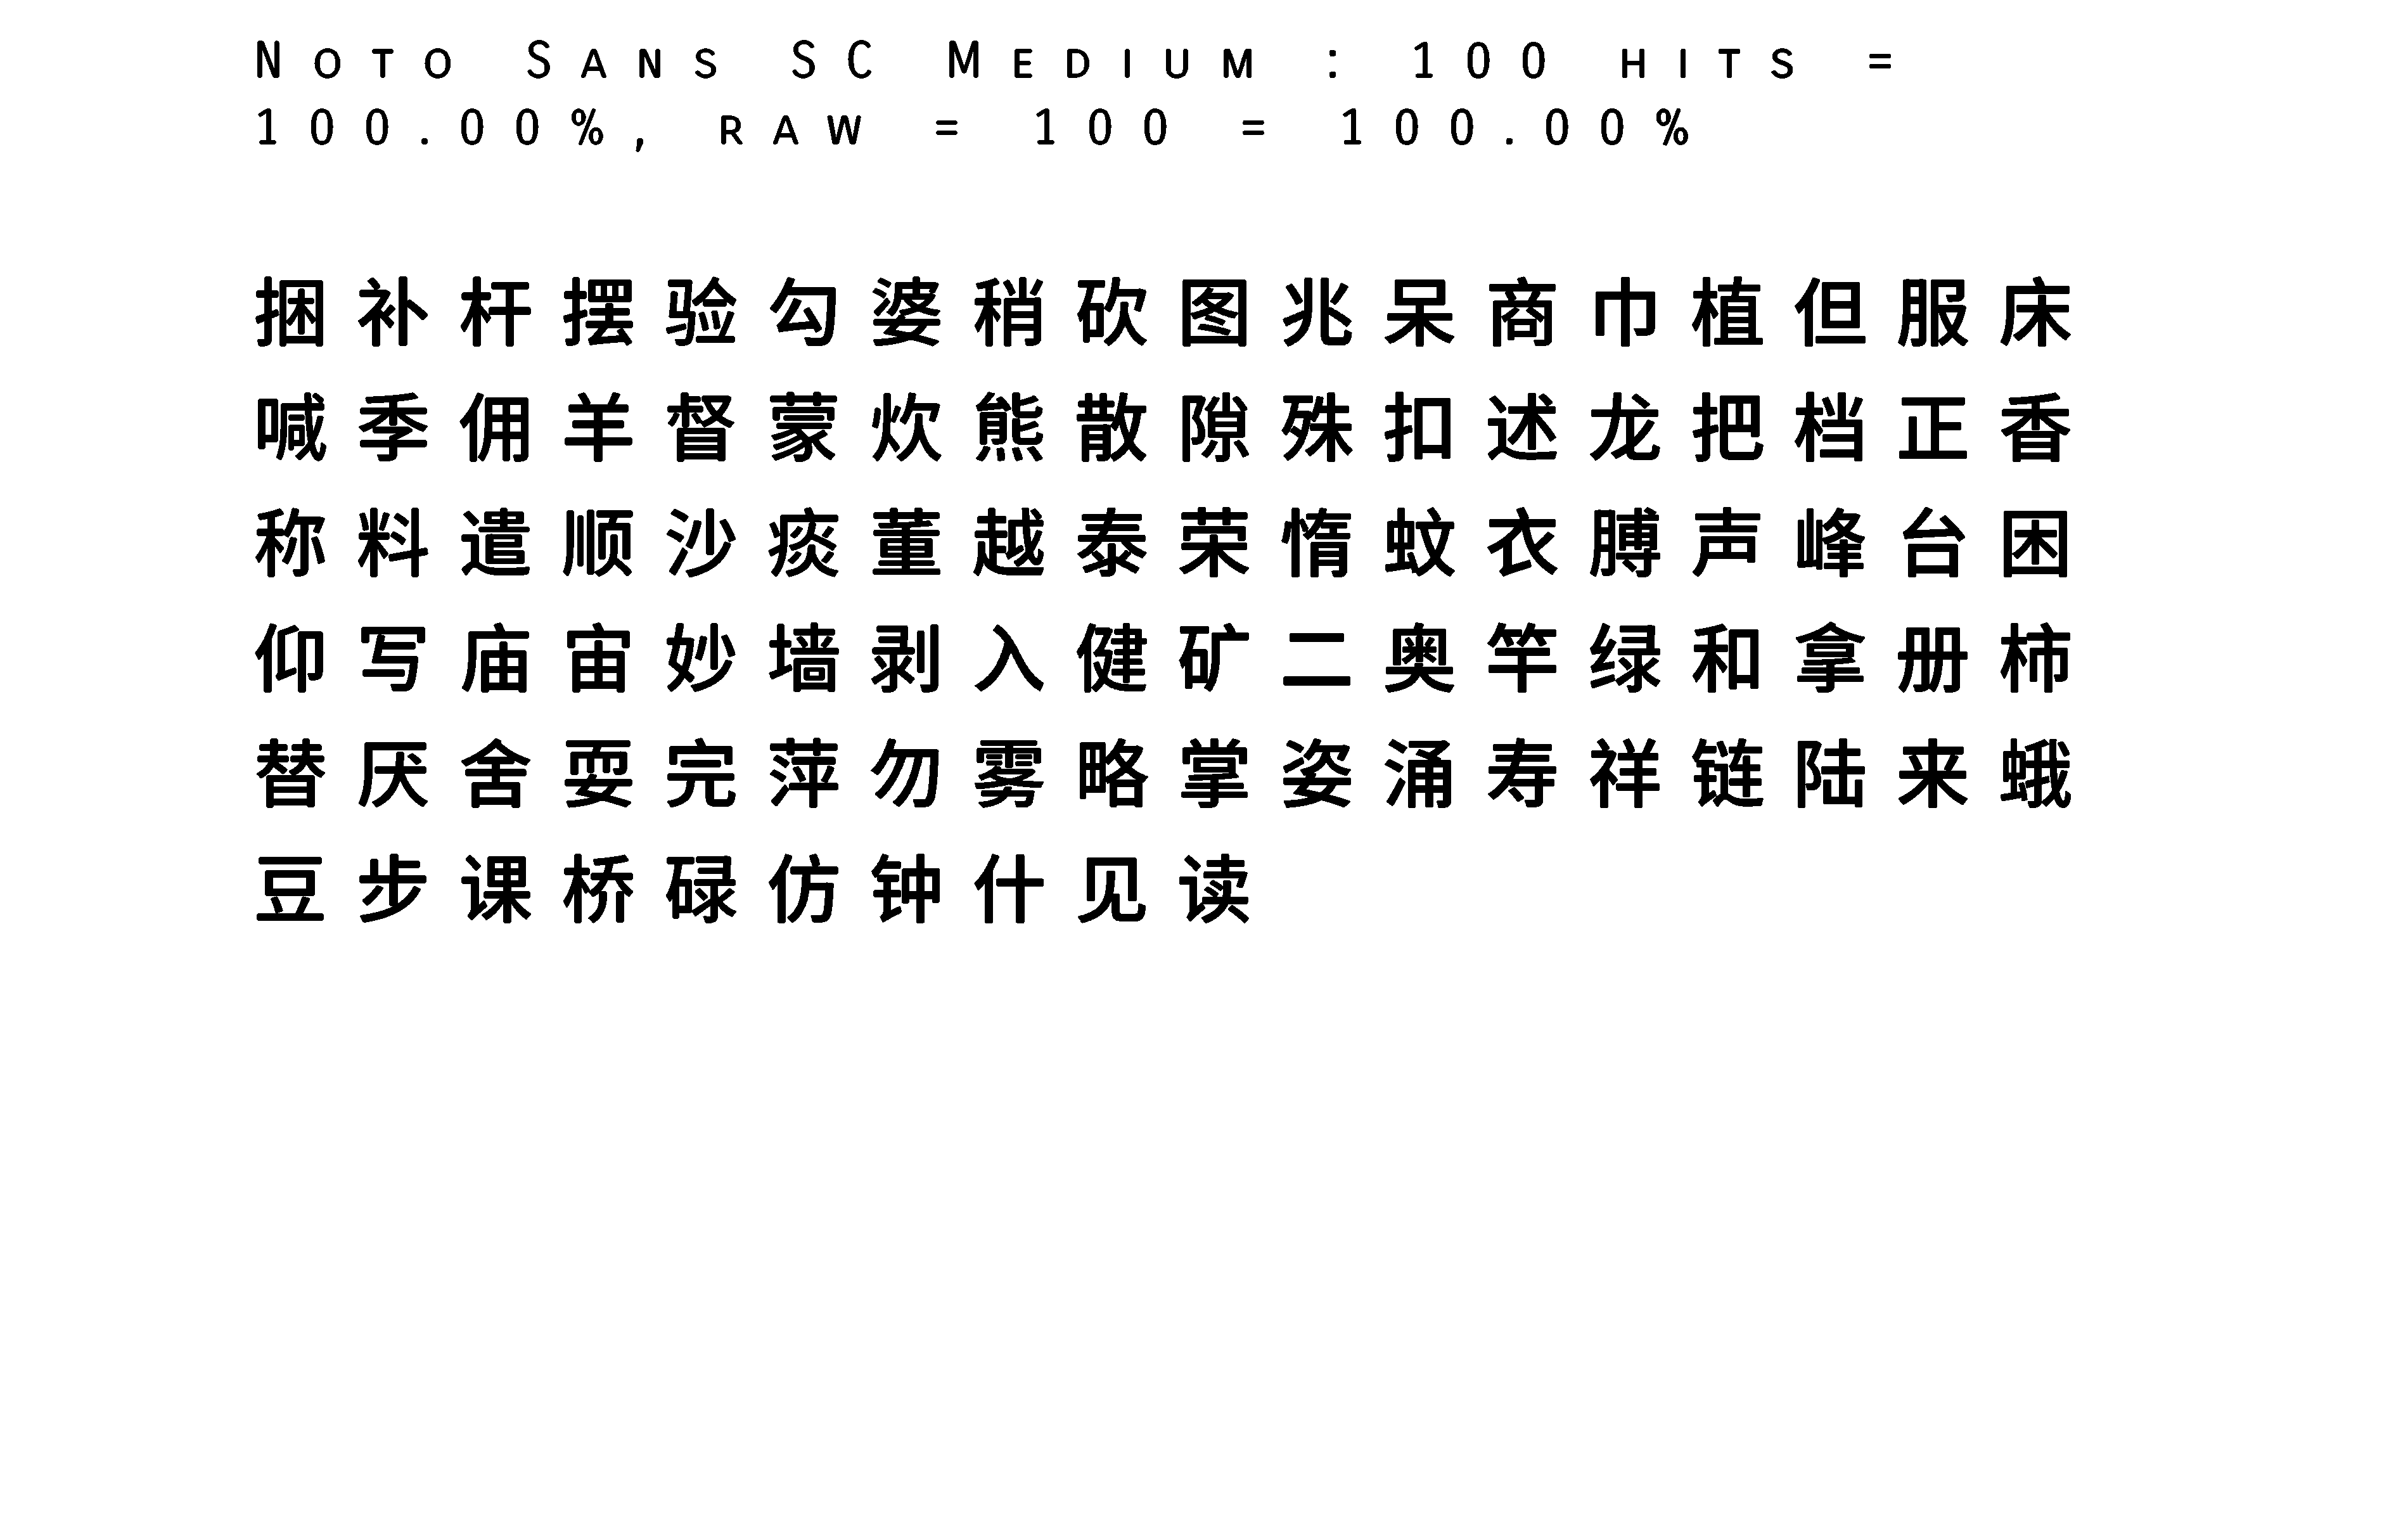 Noto Sans SC Medium : 100 hits =
100.00%, raw = 100 = 100.00%
捆补杆摆验勾婆稍砍图兆呆商巾植但服床
喊季佣羊督蒙炊熊散隙殊扣述龙把档正香
称料遣顺沙痰董越泰荣惰蚊衣膊声峰台困
仰写庙宙妙墙剥入健矿二奥竿绿和拿册柿
替厌舍耍完萍勿雾略掌姿涌寿祥链陆来蛾
豆步课桥碌仿钟什见读